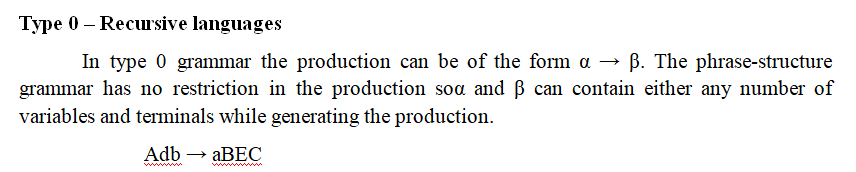 Type 0 – Recursive languages
In type 0 grammar the production can be of the form α → β. The phrase-structure
grammar has no restriction in the production soα and β can contain either any number of
variables and terminals while generating the production.
Adb → aBEC